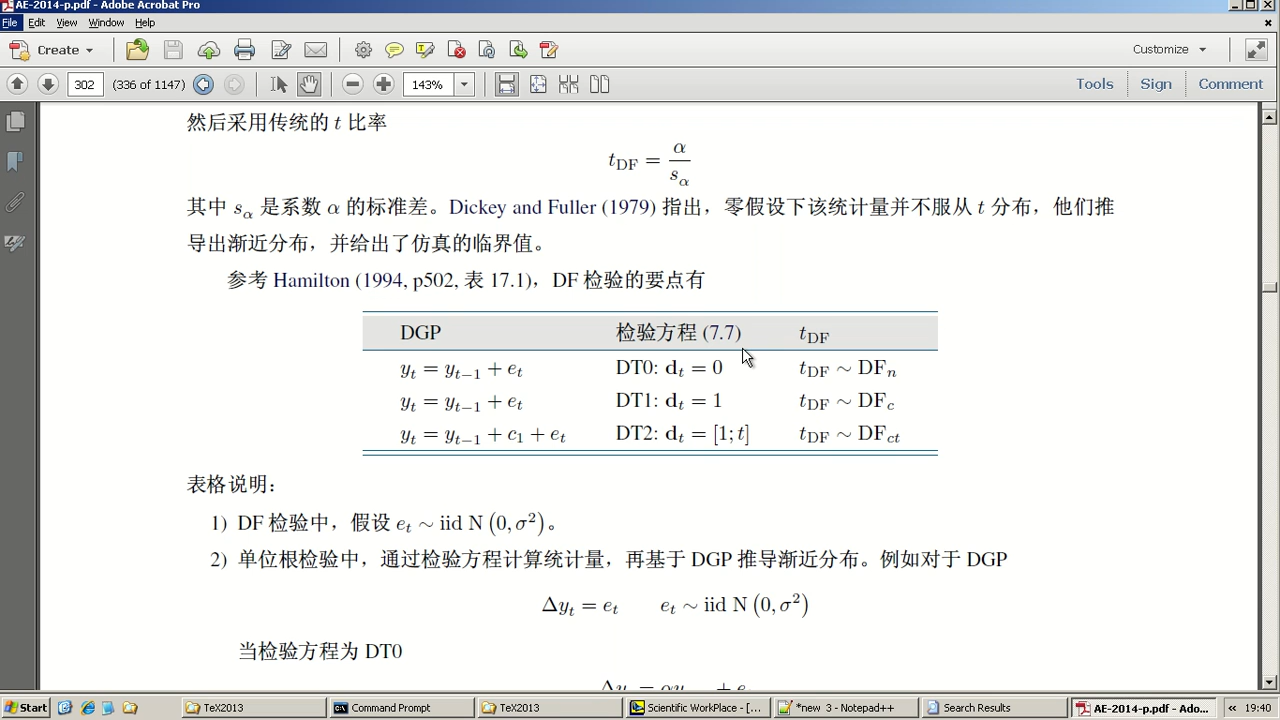 AE-2014-p.pdf - Adobe Acrobat Pro
File Edit View Window Help
Create Customize
302 (336 of 1147) 143% Tools Sign Comment
然后采用传统的 t 比率
t_DF = α / s_α
其中 s_α 是系数 α 的标准差。Dickey and Fuller (1979) 指出，零假设下该统计量并不服从 t 分布，他们推
导出渐近分布，并给出了仿真的临界值。
参考 Hamilton (1994, p502, 表 17.1)，DF 检验的要点有
DGP 检验方程 (7.7) t_DF
y_t = y_{t−1} + e_t DT0: d_t = 0 t_DF ∼ DF_n
y_t = y_{t−1} + e_t DT1: d_t = 1 t_DF ∼ DF_c
y_t = y_{t−1} + c_1 + e_t DT2: d_t = [1; t] t_DF ∼ DF_{ct}
表格说明：
1) DF 检验中，假设 e_t ∼ iid N(0, σ²)。
2) 单位根检验中，通过检验方程计算统计量，再基于 DGP 推导渐近分布。例如对于 DGP
Δy_t = e_t e_t ∼ iid N(0, σ²)
当检验方程为 DT0
Start TeX2013 Command Prompt TeX2013 Scientific WorkPlace - [... *new 3 - Notepad++ Search Results AE-2014-p.pdf - Ado... « 19:40